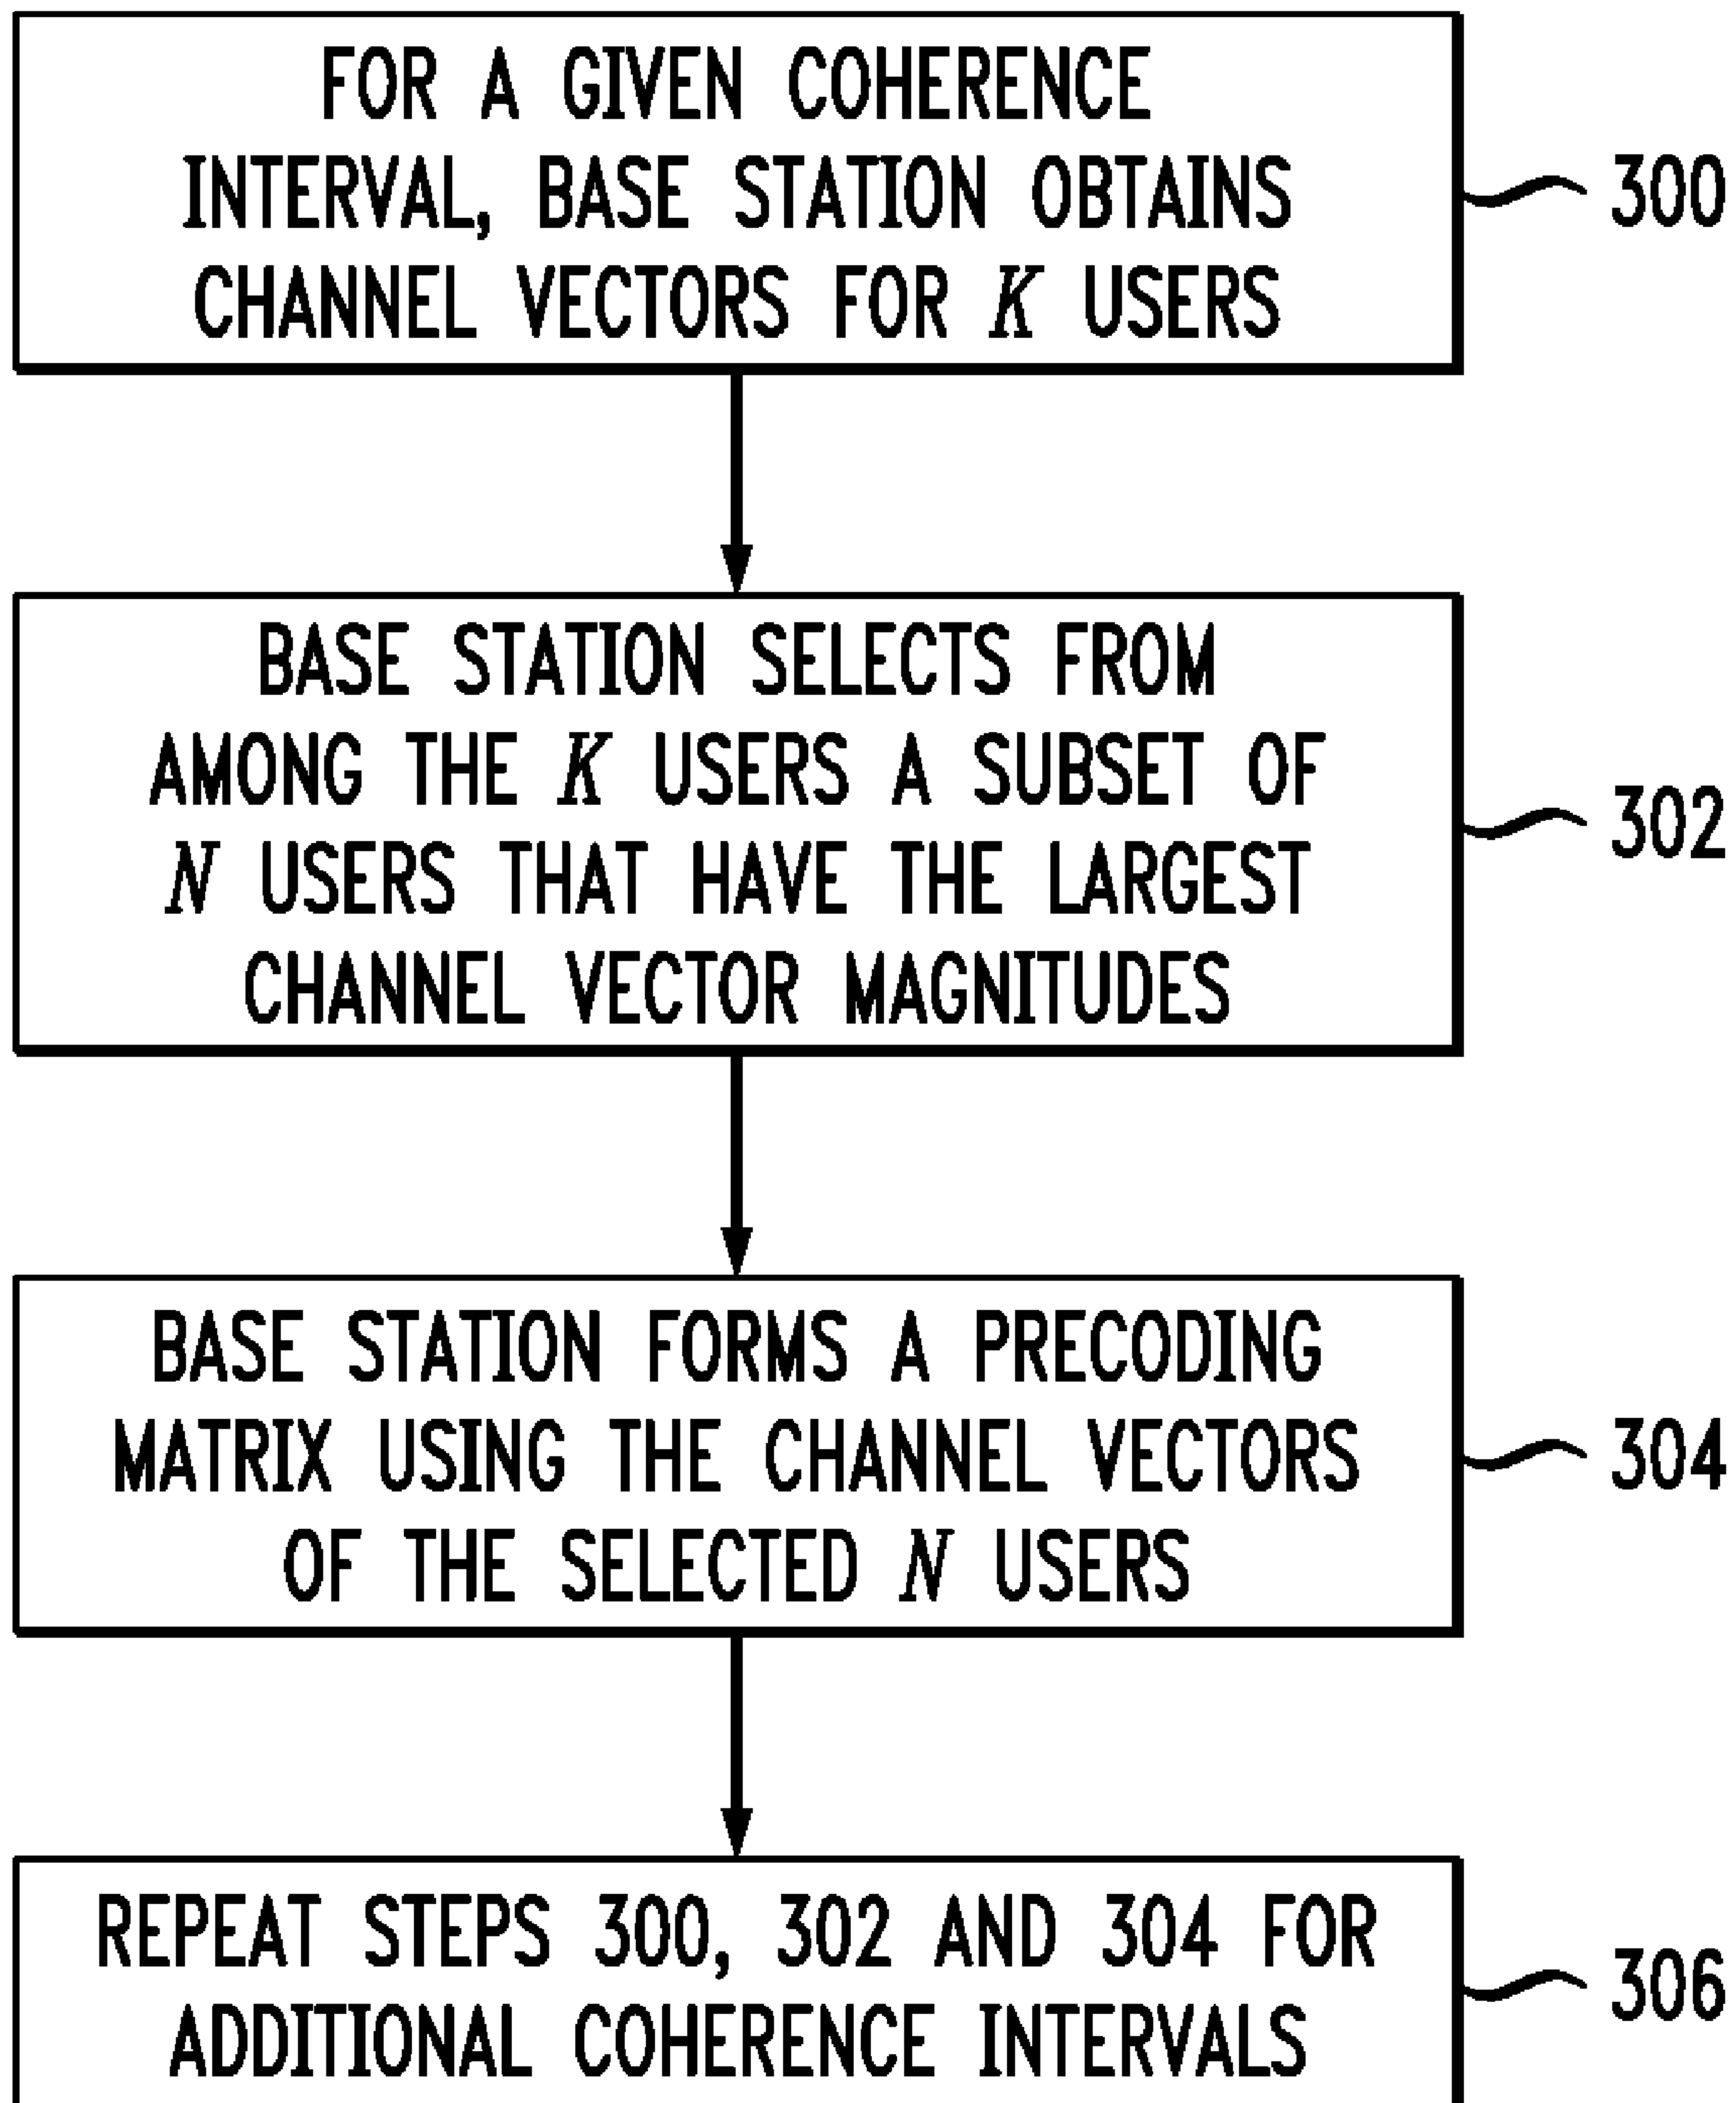 FOR A GIVEN COHERENCE
INTERVAL, BASE STATION OBTAINS
CHANNEL VECTORS FOR K USERS
300
BASE STATION SELECTS FROM
AMONG THE K USERS A SUBSET OF
N USERS THAT HAVE THE LARGEST
CHANNEL VECTOR MAGNITUDES
302
BASE STATION FORMS A PRECODING
MATRIX USING THE CHANNEL VECTORS
OF THE SELECTED N USERS
304
REPEAT STEPS 300, 302 AND 304 FOR
ADDITIONAL COHERENCE INTERVALS
306